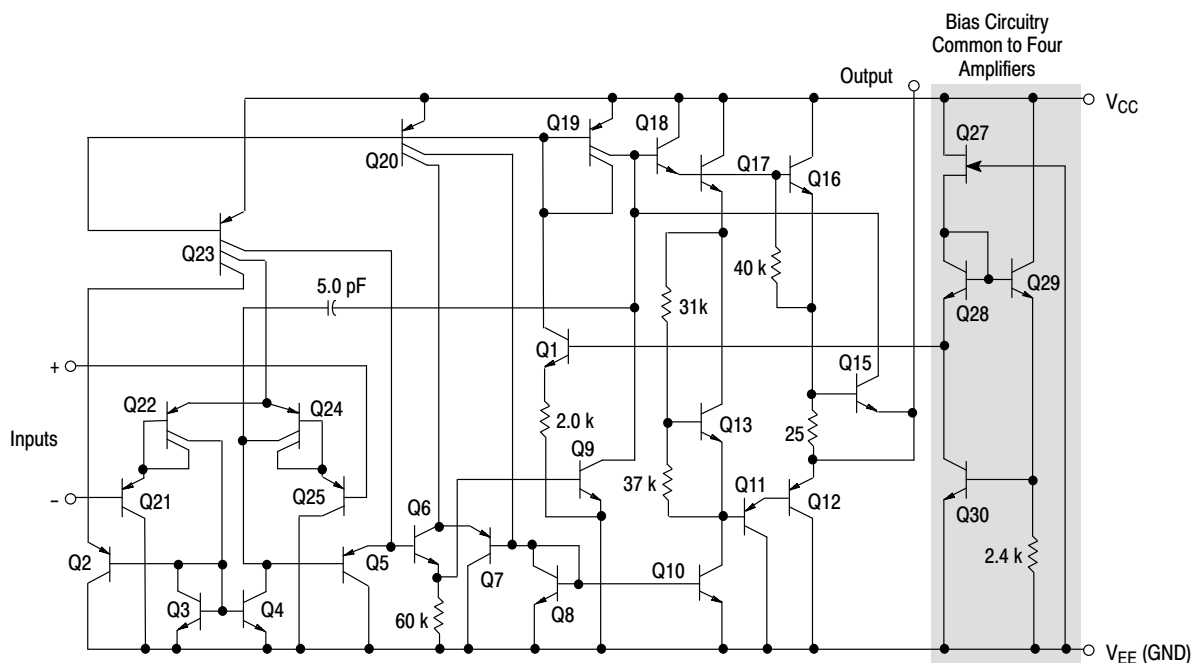 Bias Circuitry
Common to Four
Amplifiers
Output
VCC
Q19
Q18
Q27
Q20
Q17
Q16
Q23
40 k
Q28
Q29
5.0 pF
31k
Q1
+
Q15
Q22
Q24
2.0 k
Q13
25
Inputs
Q9
37 k
Q11
−
Q21
Q25
Q12
Q6
Q30
Q2
Q5
Q7
Q10
2.4 k
Q3
Q4
60 k
Q8
VEE (GND)